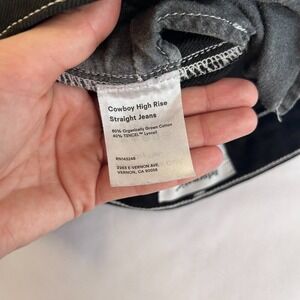 Cowboy High Rise
Straight Jeans
60% Organically Grown Cotton
40% TENCEL™ Lyocell
RN143248
2263 E VERNON AVE.
VERNON, CA 90058
Reformation